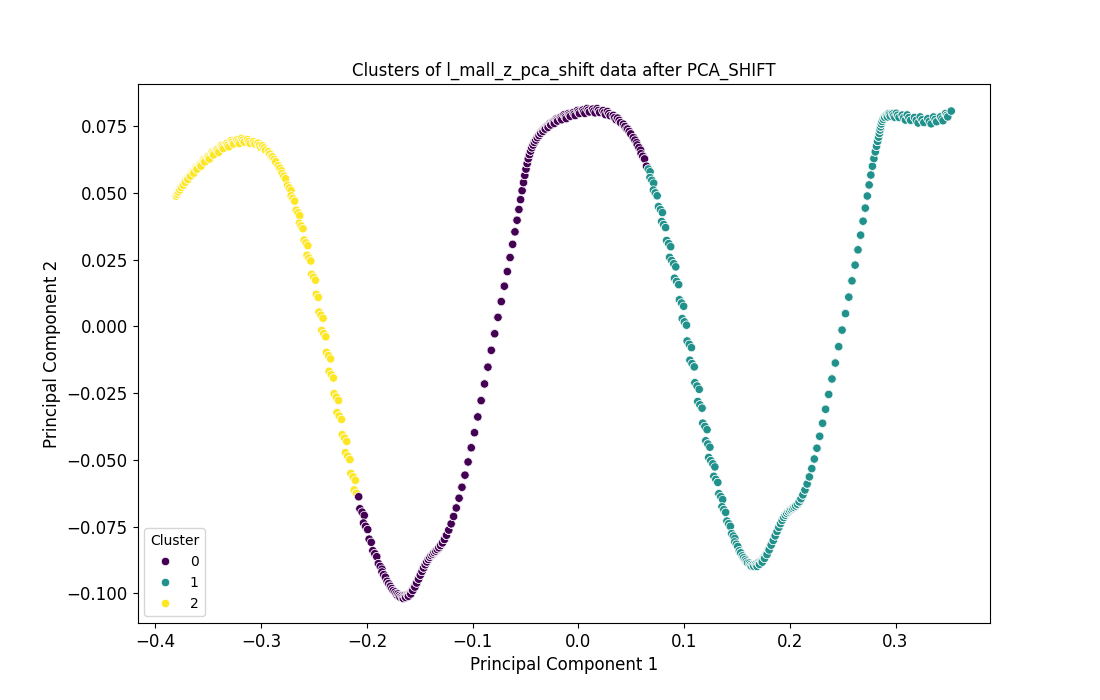 Clusters of l_mall_z_pca_shift data after PCA_SHIFT
Principal Component 2
0.075
0.050
0.025
0.000
−0.025
−0.050
−0.075
−0.100
Cluster
0
1
2
−0.4 −0.3 −0.2 −0.1 0.0 0.1 0.2 0.3
Principal Component 1